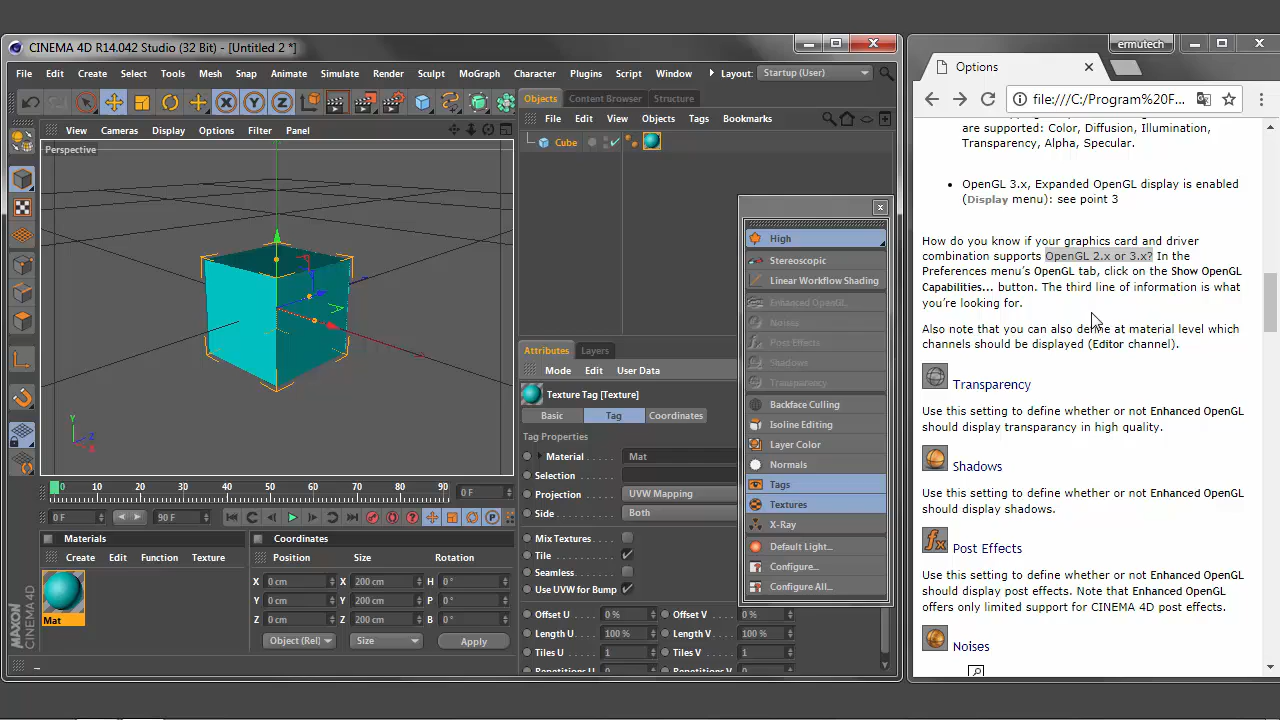 CINEMA 4D R14.042 Studio (32 Bit) - [Untitled 2 *]
File Edit Create Select Tools Mesh Snap Animate Simulate Render Sculpt MoGraph Character Plugins Script Window Layout: Startup (User)
X Y Z
Objects Content Browser Structure
View Cameras Display Options Filter Panel
File Edit View Objects Tags Bookmarks
Perspective
Cube
Y
Z
X
High
Stereoscopic
Linear Workflow Shading
Enhanced OpenGL
Noises
Post Effects
Shadows
Transparency
Backface Culling
Isoline Editing
Layer Color
Normals
Tags
Textures
X-Ray
Default Light...
Configure...
Configure All...
Attributes Layers
Mode Edit User Data
Texture Tag [Texture]
Basic Tag Coordinates
Tag Properties
Material Mat
Selection
Projection UVW Mapping
Side Both
Mix Textures
Tile
Seamless
Use UVW for Bump
Offset U 0 % Offset V 0 %
Length U 100 % Length V 100 %
Tiles U 1 Tiles V 1
Repetitions U 0 Repetitions V 0
0 10 20 30 40 50 60 70 80 90 0 F
0 F 90 F
Materials
Create Edit Function Texture
Mat
Coordinates
Position Size Rotation
X 0 cm X 200 cm H 0 °
Y 0 cm Y 200 cm P 0 °
Z 0 cm Z 200 cm B 0 °
Object (Rel) Size Apply
MAXON
CINEMA 4D
ermutech
Options
file:///C:/Program%20F...
are supported: Color, Diffusion, Illumination,
Transparency, Alpha, Specular.
OpenGL 3.x, Expanded OpenGL display is enabled
(Display menu): see point 3
How do you know if your graphics card and driver
combination supports OpenGL 2.x or 3.x? In the
Preferences menu’s OpenGL tab, click on the Show OpenGL
Capabilities... button. The third line of information is what
you’re looking for.
Also note that you can also define at material level which
channels should be displayed (Editor channel).
Transparency
Use this setting to define whether or not Enhanced OpenGL
should display transparency in high quality.
Shadows
Use this setting to define whether or not Enhanced OpenGL
should display shadows.
Post Effects
Use this setting to define whether or not Enhanced OpenGL
should display post effects. Note that Enhanced OpenGL
offers only limited support for CINEMA 4D post effects.
Noises